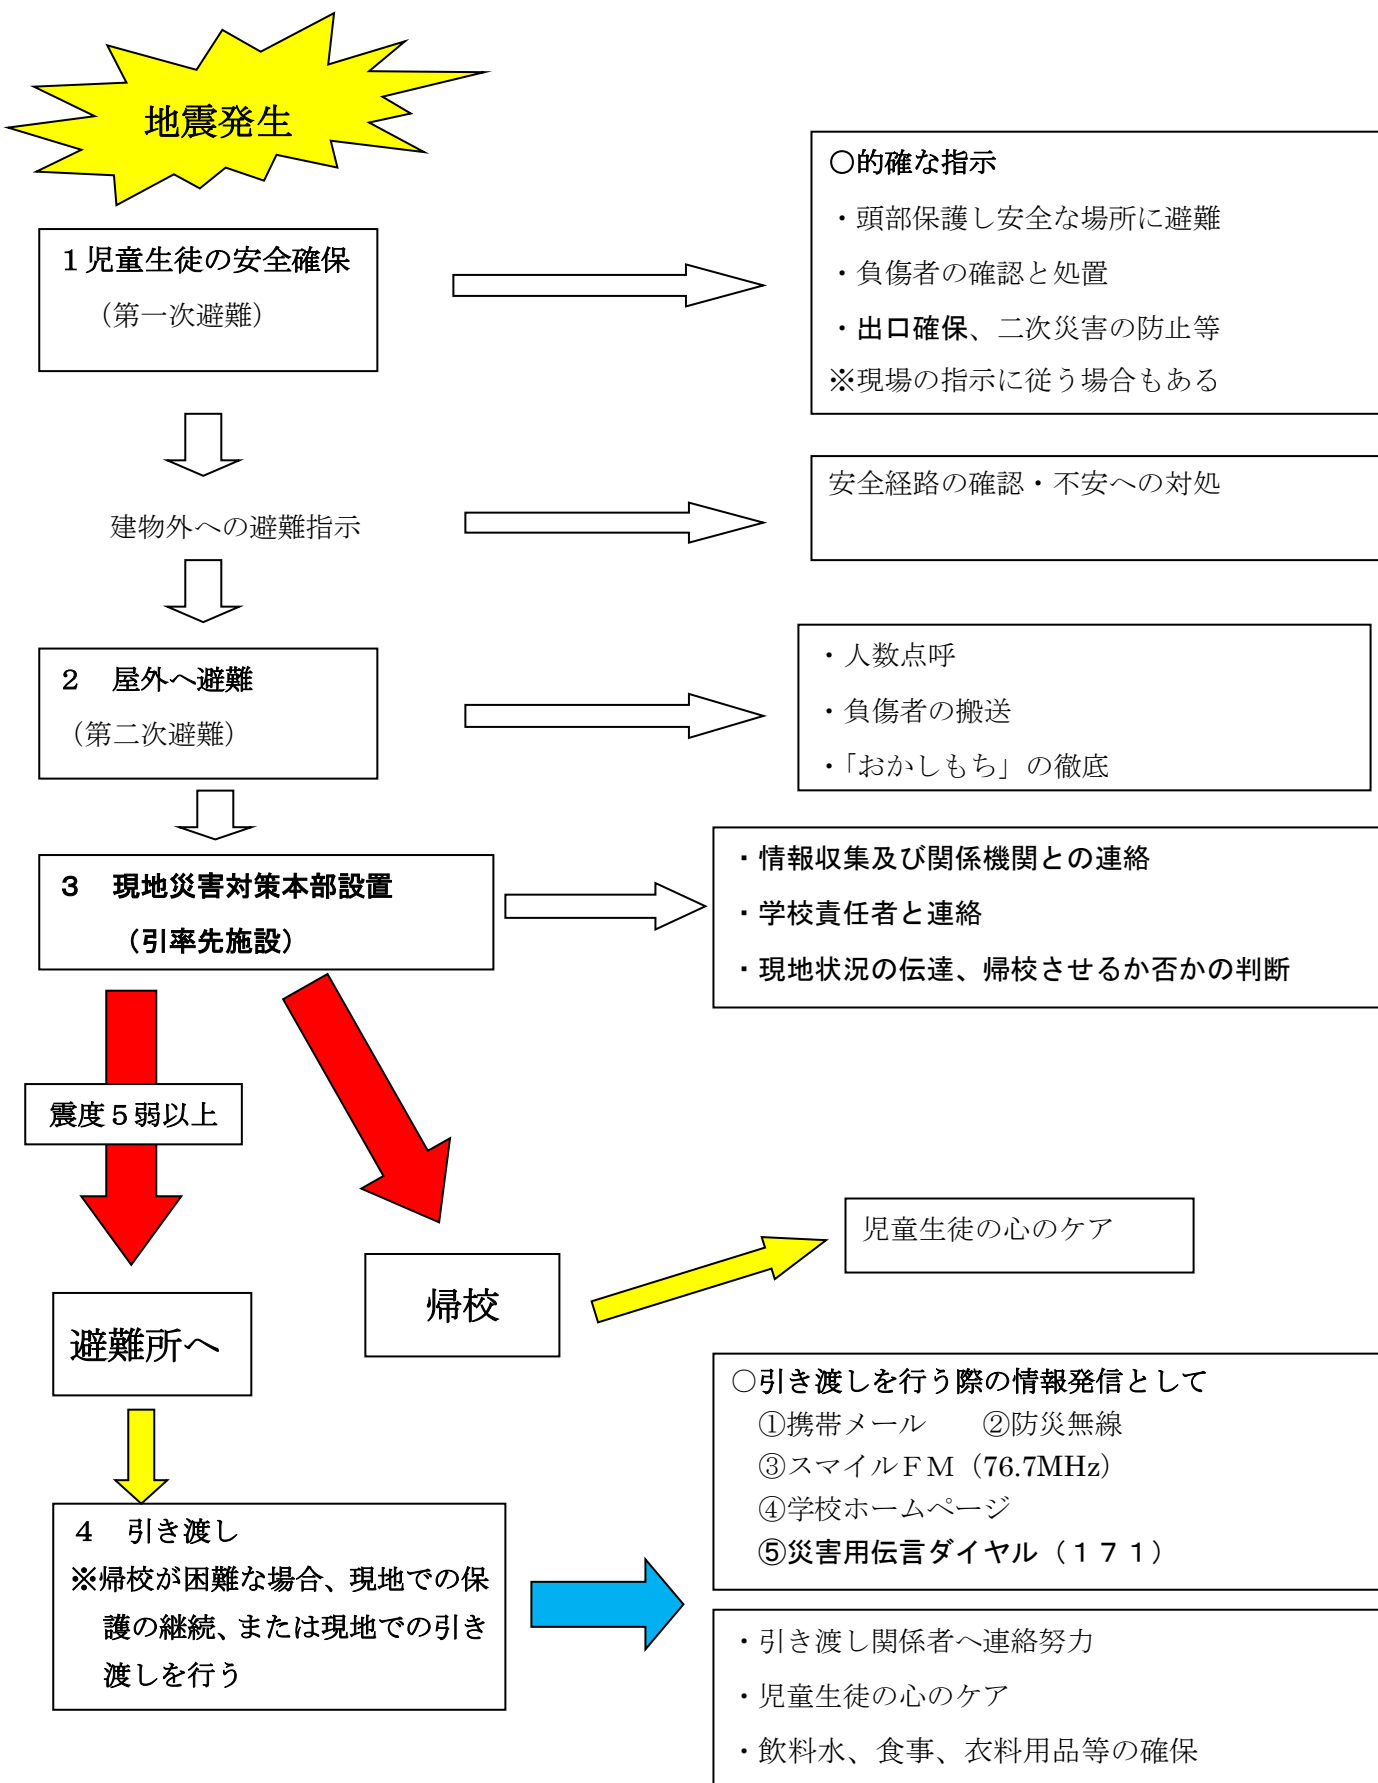 地震発生
○的確な指示
・頭部保護し安全な場所に避難
・負傷者の確認と処置
・出口確保、二次災害の防止等
※現場の指示に従う場合もある
１児童生徒の安全確保
（第一次避難）
安全経路の確認・不安への対処
建物外への避難指示
２　屋外へ避難
（第二次避難）
・人数点呼
・負傷者の搬送
・「おかしもち」の徹底
３　現地災害対策本部設置
（引率先施設）
・情報収集及び関係機関との連絡
・学校責任者と連絡
・現地状況の伝達、帰校させるか否かの判断
震度５弱以上
児童生徒の心のケア
帰校
避難所へ
○引き渡しを行う際の情報発信として
①携帯メール　　②防災無線
③スマイルＦＭ（76.7MHz）
④学校ホームページ
⑤災害用伝言ダイヤル（１７１）
４　引き渡し
※帰校が困難な場合、現地での保
護の継続、または現地での引き
渡しを行う
・引き渡し関係者へ連絡努力
・児童生徒の心のケア
・飲料水、食事、衣料用品等の確保